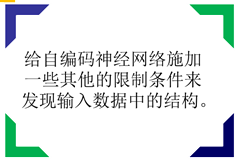 给自编码神经网络施加
一些其他的限制条件来
发现输入数据中的结构。